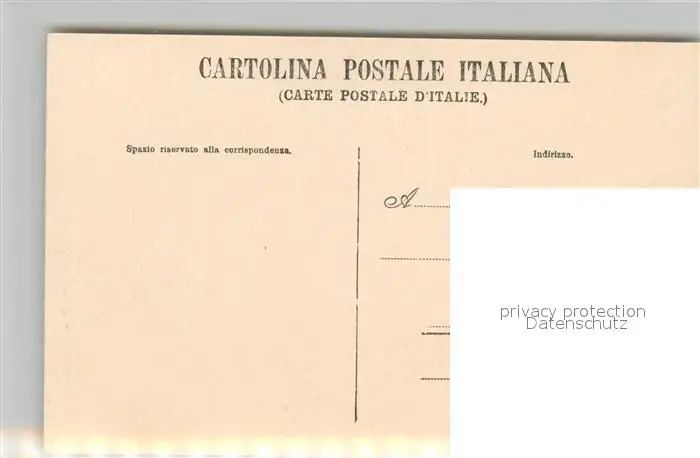 CARTOLINA POSTALE ITALIANA
(CARTE POSTALE D'ITALIE.)
Spazio riservato alla corrispondenza.
Indirizzo.
A
privacy protection
Datenschutz